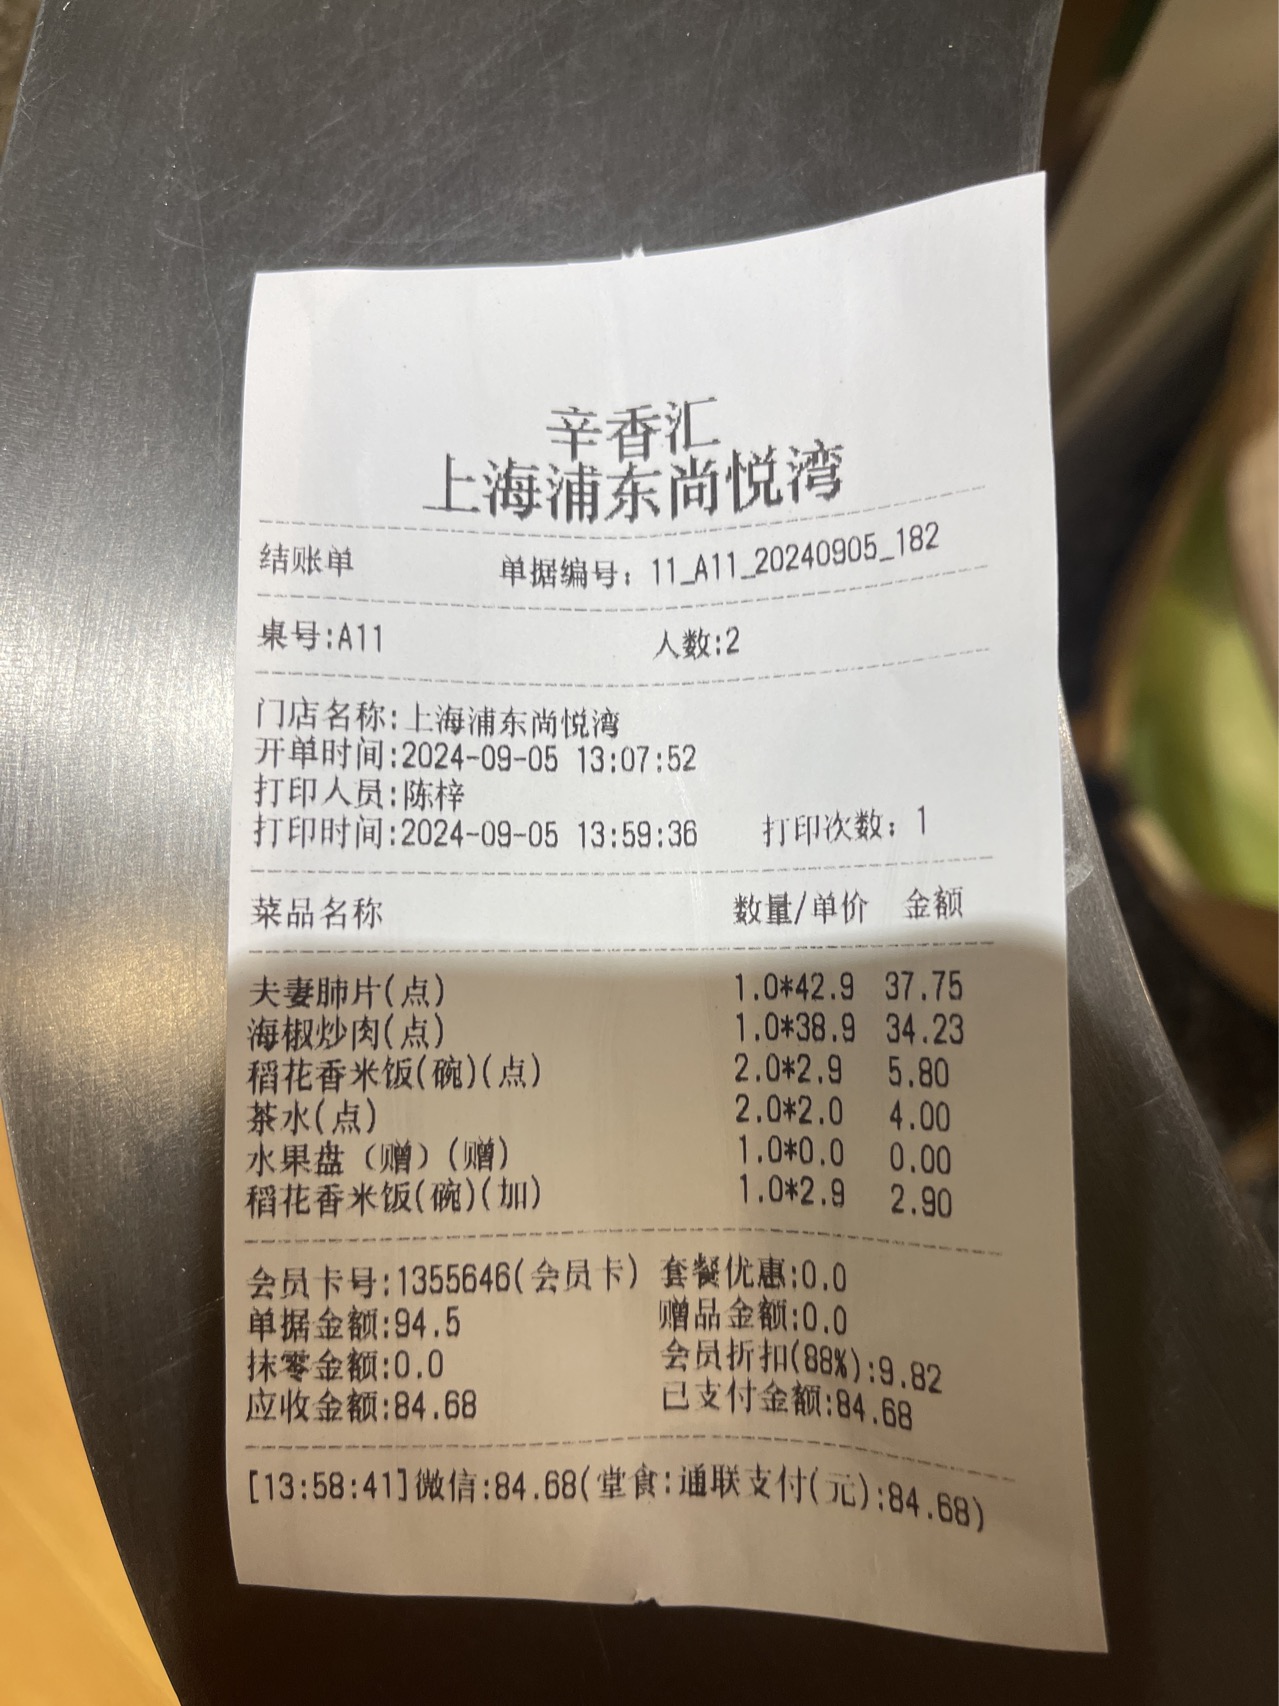 辛香汇
上海浦东尚悦湾
结账单 单据编号：11_A11_20240905_182
桌号:A11 人数:2
门店名称:上海浦东尚悦湾
开单时间:2024-09-05 13:07:52
打印人员:陈梓
打印时间:2024-09-05 13:59:36 打印次数：1
菜品名称 数量/单价 金额
夫妻肺片(点) 1.0*42.9 37.75
海椒炒肉(点) 1.0*38.9 34.23
稻花香米饭(碗)(点) 2.0*2.9 5.80
茶水(点) 2.0*2.0 4.00
水果盘（赠）(赠) 1.0*0.0 0.00
稻花香米饭(碗)(加) 1.0*2.9 2.90
会员卡号:1355646(会员卡) 套餐优惠:0.0
单据金额:94.5 赠品金额:0.0
抹零金额:0.0 会员折扣(88%):9.82
应收金额:84.68 已支付金额:84.68
[13:58:41]微信:84.68(堂食:通联支付(元):84.68)